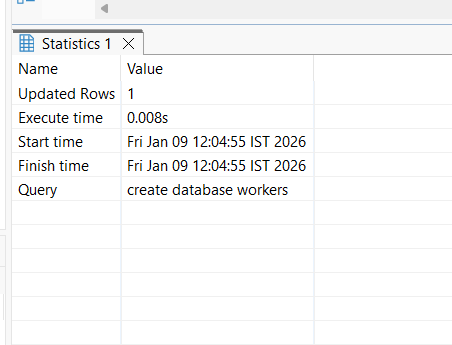 Statistics 1
Name Value
Updated Rows 1
Execute time 0.008s
Start time Fri Jan 09 12:04:55 IST 2026
Finish time Fri Jan 09 12:04:55 IST 2026
Query create database workers